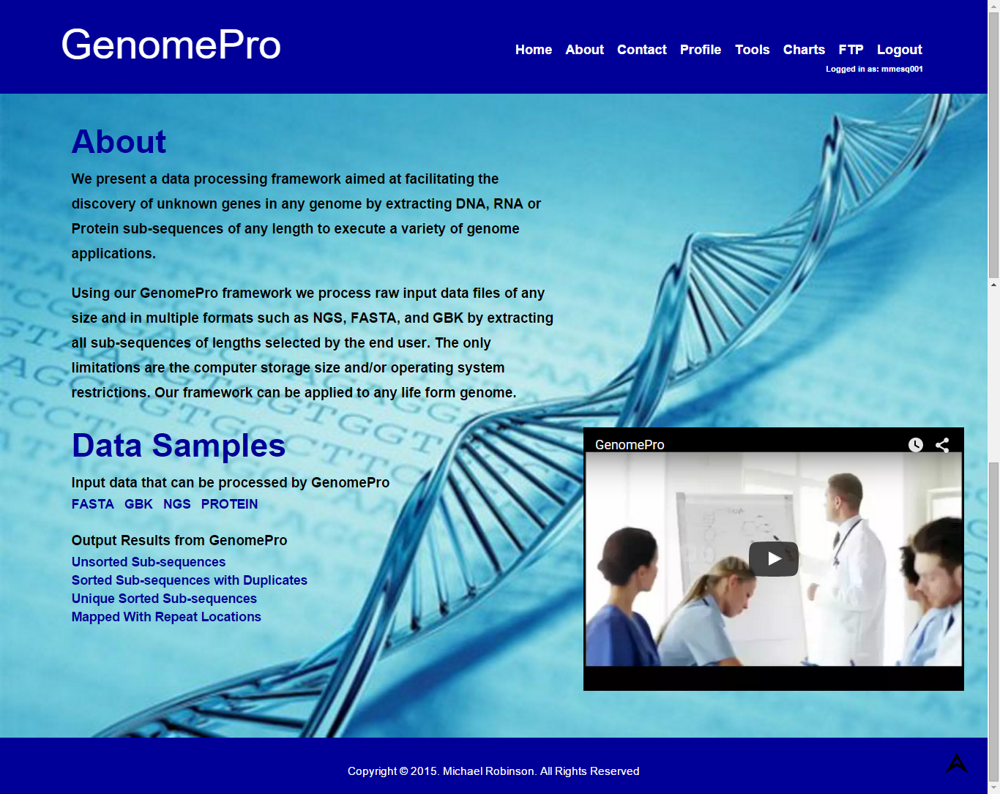 GenomePro
Home About Contact Profile Tools Charts FTP Logout
Logged in as: mmesq001
About
We present a data processing framework aimed at facilitating the
discovery of unknown genes in any genome by extracting DNA, RNA or
Protein sub-sequences of any length to execute a variety of genome
applications.
Using our GenomePro framework we process raw input data files of any
size and in multiple formats such as NGS, FASTA, and GBK by extracting
all sub-sequences of lengths selected by the end user. The only
limitations are the computer storage size and/or operating system
restrictions. Our framework can be applied to any life form genome.
Data Samples
Input data that can be processed by GenomePro
FASTA GBK NGS PROTEIN
Output Results from GenomePro
Unsorted Sub-sequences
Sorted Sub-sequences with Duplicates
Unique Sorted Sub-sequences
Mapped With Repeat Locations
GenomePro
Copyright © 2015. Michael Robinson. All Rights Reserved